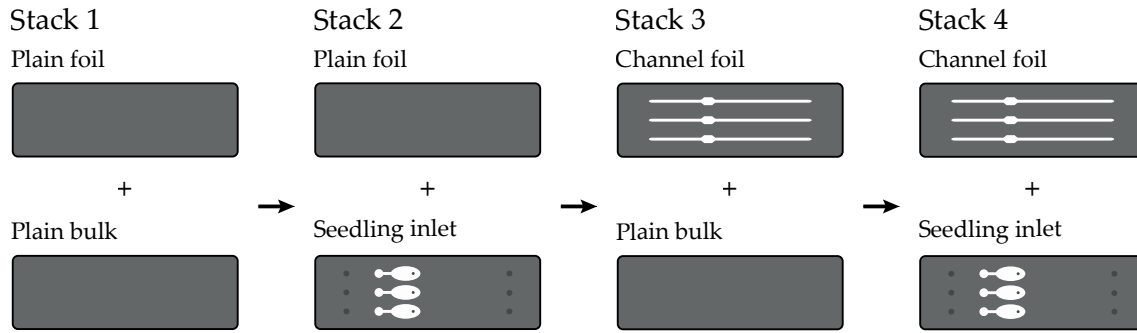 Stack 1
Plain foil
+
Plain bulk
Stack 2
Plain foil
+
Seedling inlet
Stack 3
Channel foil
+
Plain bulk
Stack 4
Channel foil
+
Seedling inlet